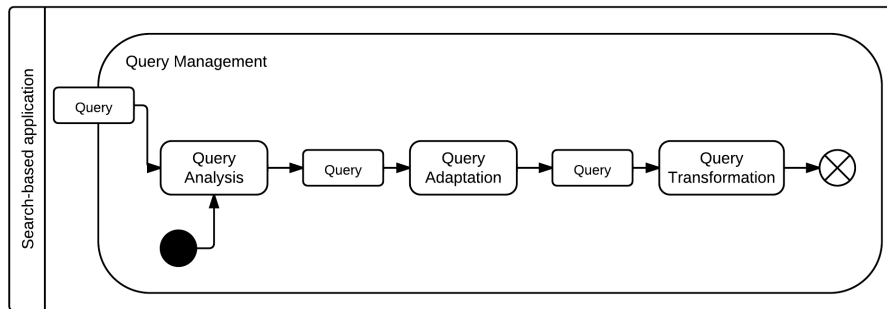 Search-based application
Query Management
Query
Query
Analysis
Query
Query
Adaptation
Query
Query
Transformation